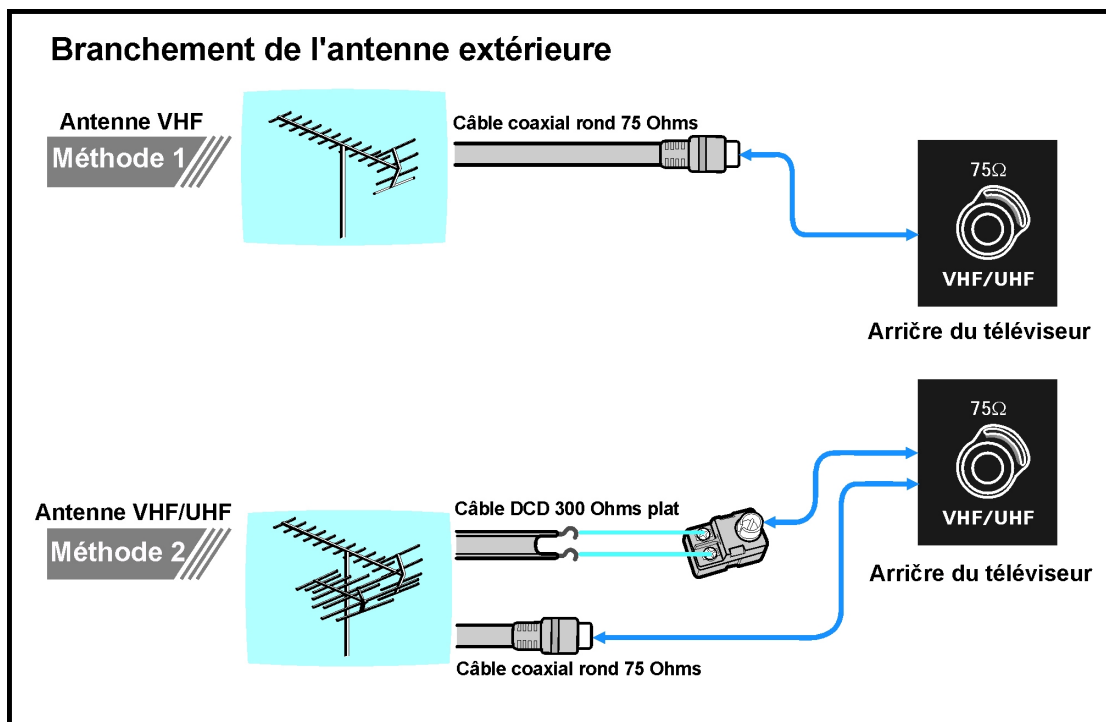 Branchement de l'antenne extérieure
Antenne VHF
Méthode 1
Câble coaxial rond 75 Ohms
75Ω
VHF/UHF
Arričre du téléviseur
Antenne VHF/UHF
Méthode 2
Câble DCD 300 Ohms plat
75Ω
VHF/UHF
Arričre du téléviseur
Câble coaxial rond 75 Ohms